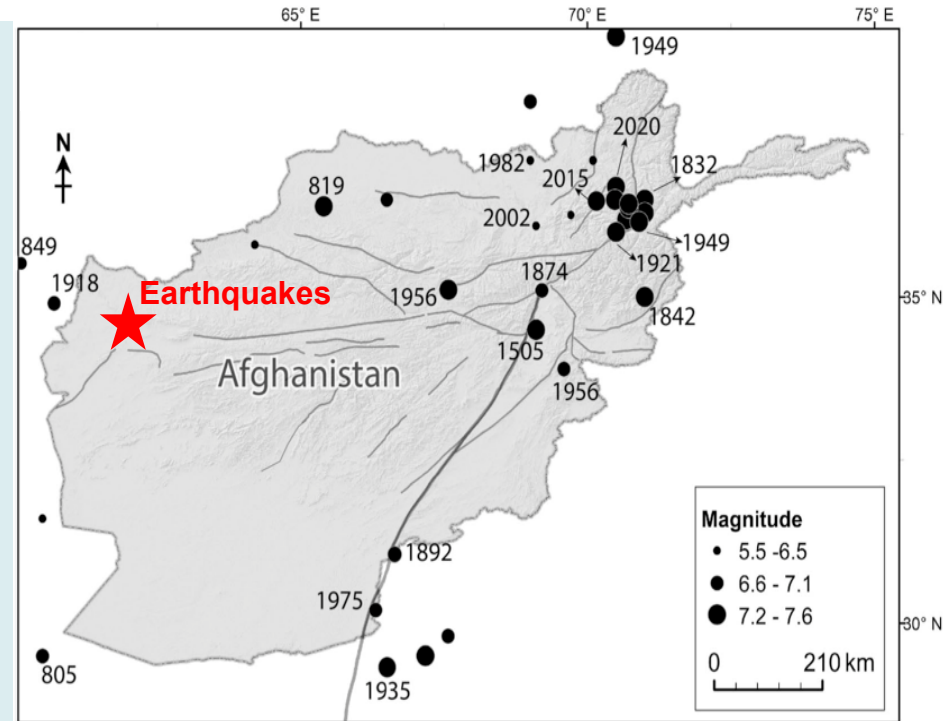 65° E
70° E
75° E
1949
N
2020
1982
1832
2015
819
2002
1949
849
1921
1918
1874
Earthquakes
1956
35° N
1842
1505
Afghanistan
1956
Magnitude
5.5 -6.5
1892
6.6 - 7.1
1975
7.2 - 7.6
30° N
0 210 km
805
1935